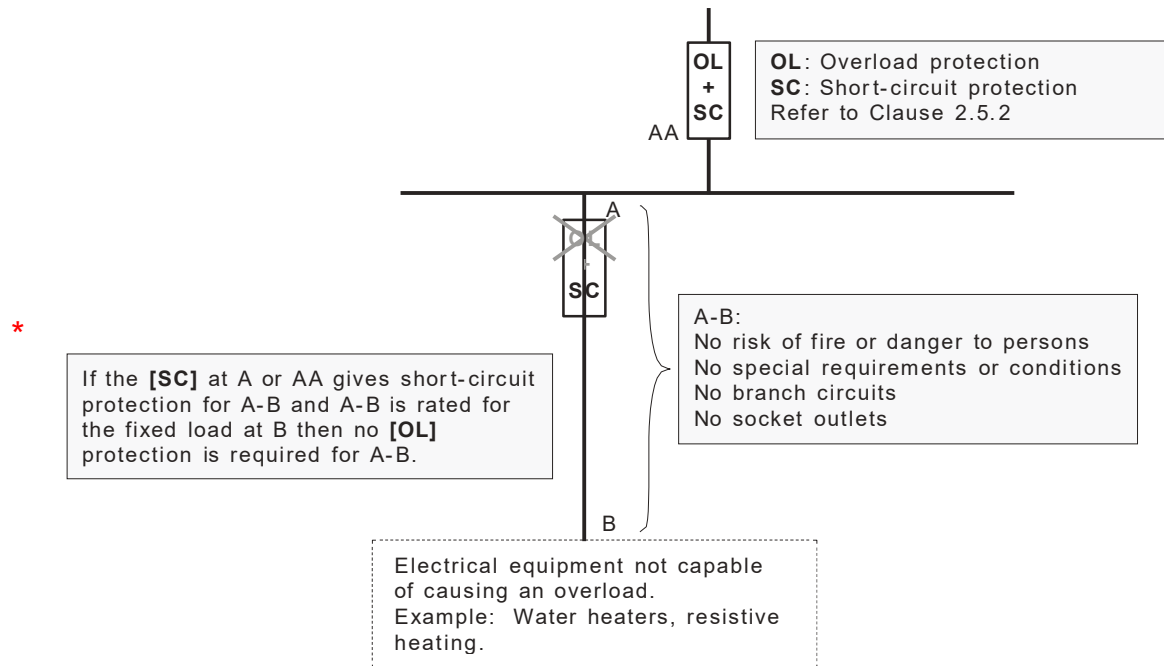 OL
+
SC
AA
OL: Overload protection
SC: Short-circuit protection
Refer to Clause 2.5.2
A
OL
+
SC
*
If the [SC] at A or AA gives short-circuit
protection for A-B and A-B is rated for
the fixed load at B then no [OL]
protection is required for A-B.
A-B:
No risk of fire or danger to persons
No special requirements or conditions
No branch circuits
No socket outlets
B
Electrical equipment not capable
of causing an overload.
Example: Water heaters, resistive
heating.